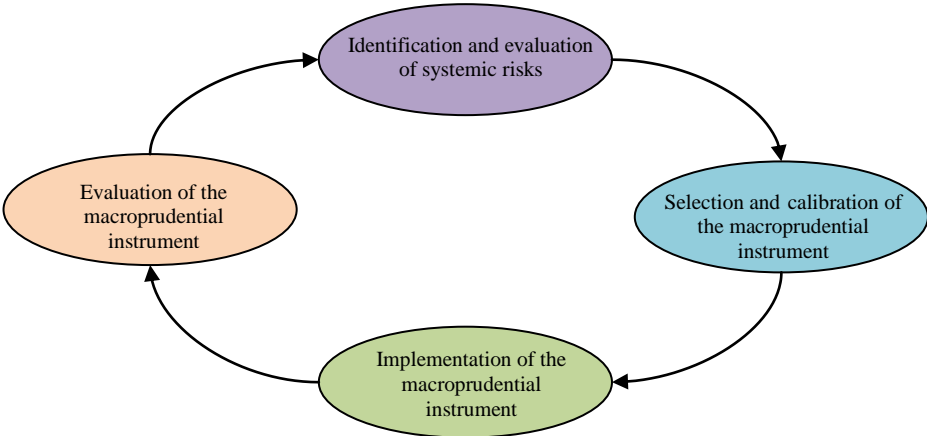 Identification and evaluation
of systemic risks
Selection and calibration of
the macroprudential
instrument
Implementation of the
macroprudential
instrument
Evaluation of the
macroprudential
instrument